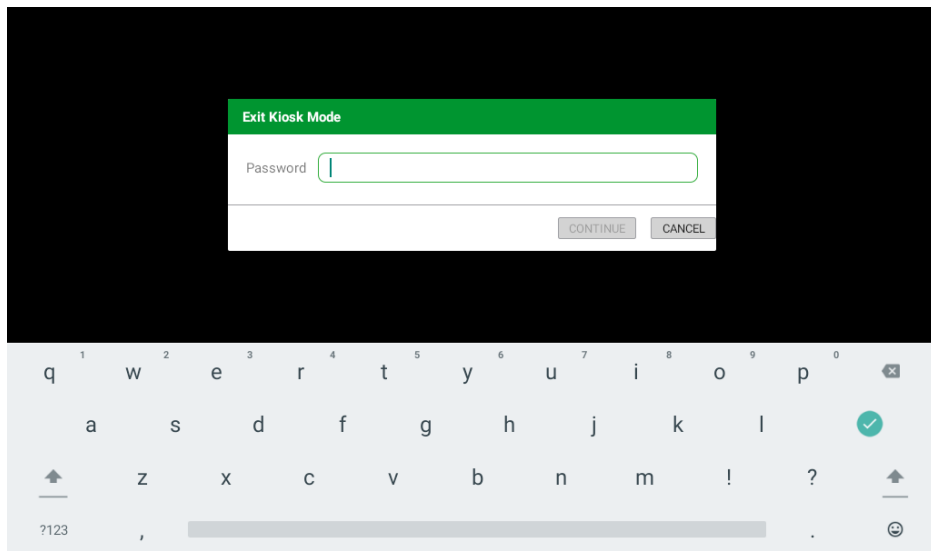 Exit Kiosk Mode
Password
CONTINUE CANCEL
1 2 3 4 5 6 7 8 9 0
q w e r t y u i o p
a s d f g h j k l
z x c v b n m ! ?
?123 , .